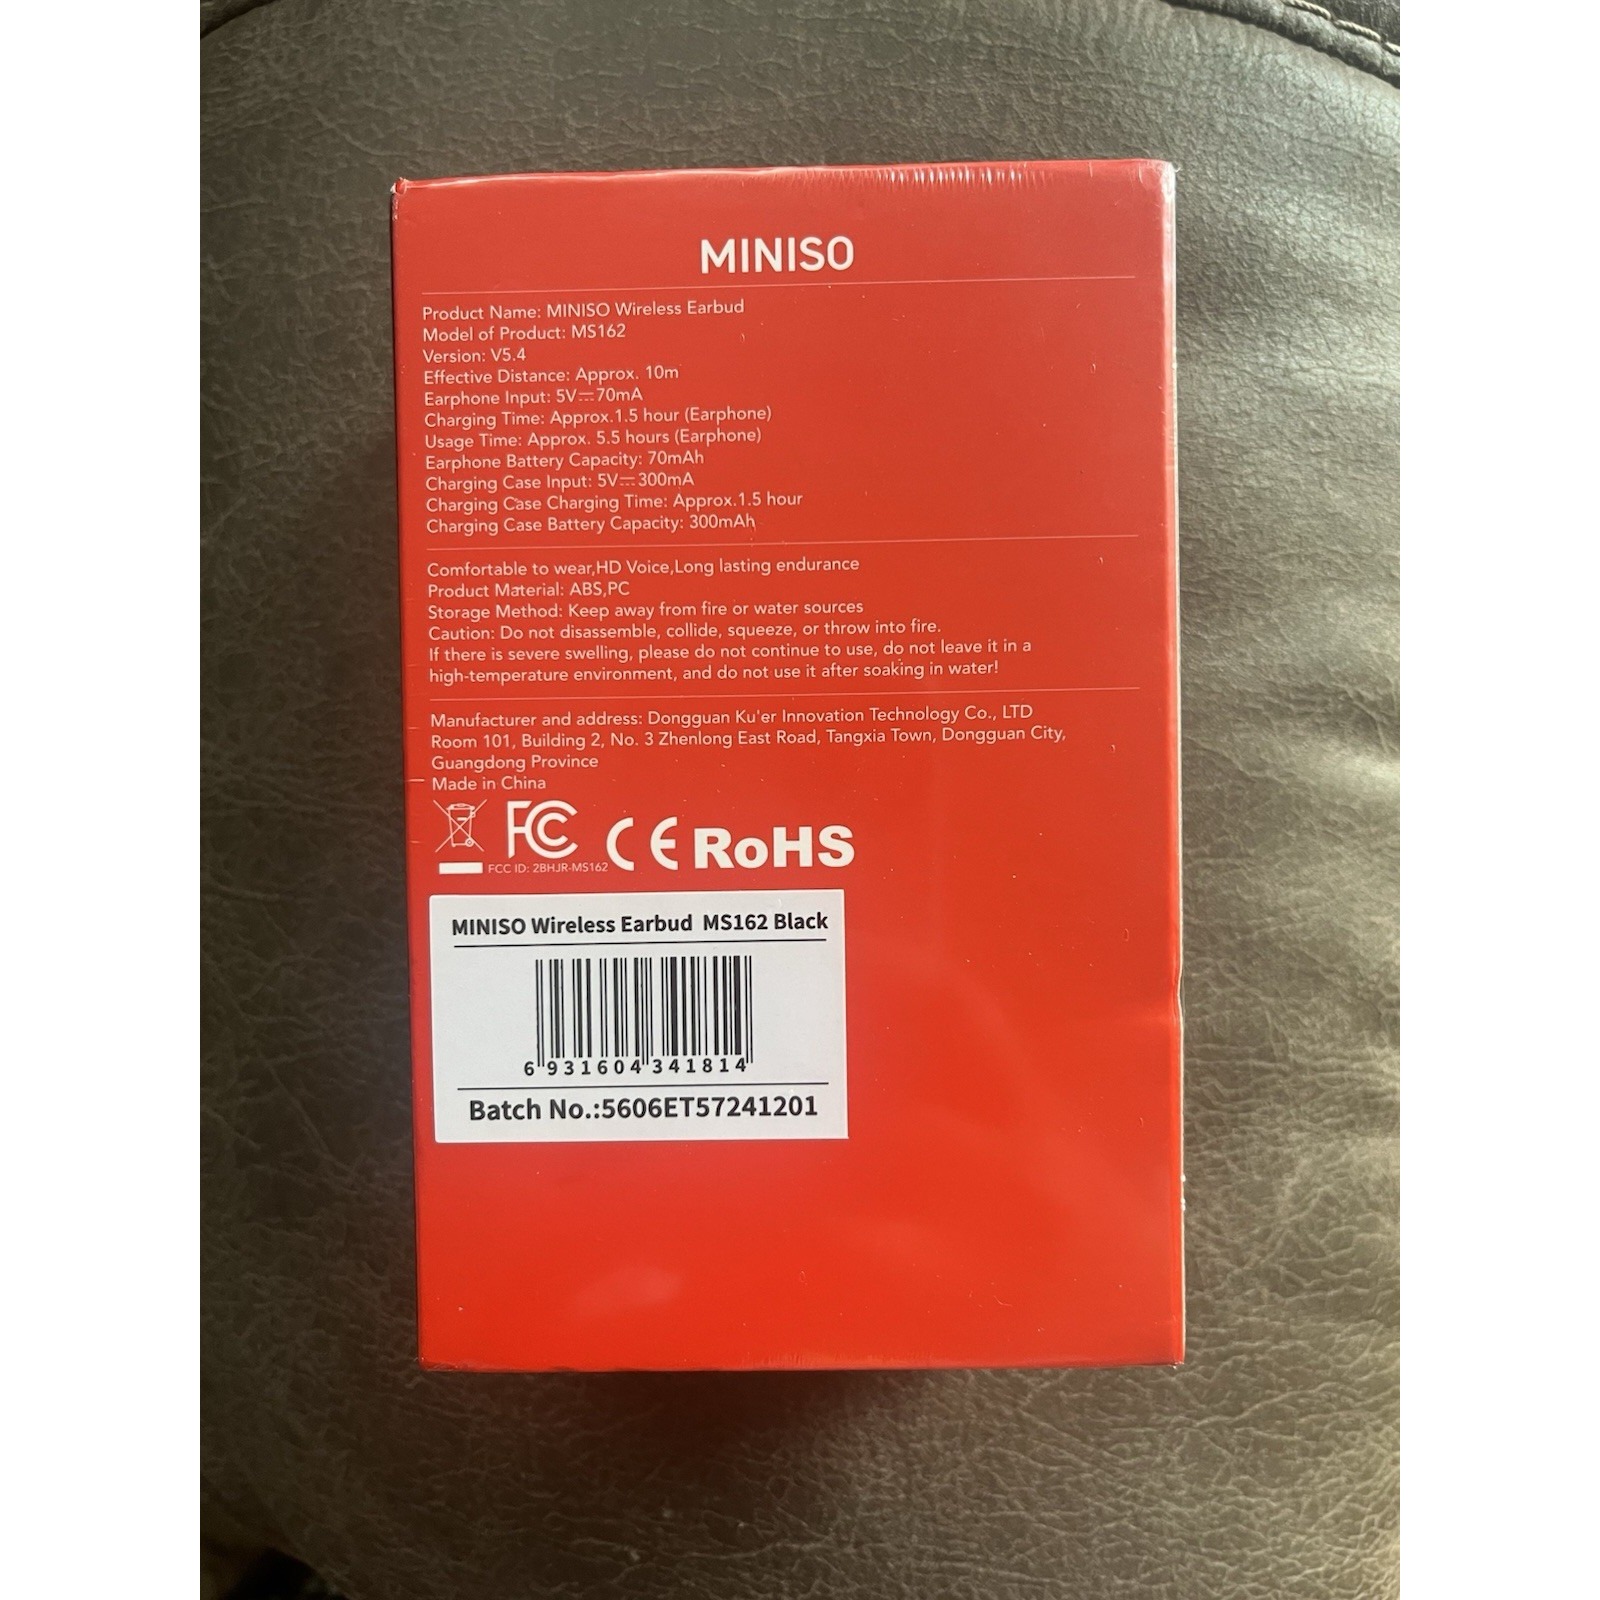 MINISO
Product Name: MINISO Wireless Earbud
Model of Product: MS162
Version: V5.4
Effective Distance: Approx. 10m
Earphone Input: 5V⎓70mA
Charging Time: Approx.1.5 hour (Earphone)
Usage Time: Approx. 5.5 hours (Earphone)
Earphone Battery Capacity: 70mAh
Charging Case Input: 5V⎓300mA
Charging Case Charging Time: Approx.1.5 hour
Charging Case Battery Capacity: 300mAh
Comfortable to wear,HD Voice,Long lasting endurance
Product Material: ABS,PC
Storage Method: Keep away from fire or water sources
Caution: Do not disassemble, collide, squeeze, or throw into fire.
If there is severe swelling, please do not continue to use, do not leave it in a
high-temperature environment, and do not use it after soaking in water!
Manufacturer and address: Dongguan Ku'er Innovation Technology Co., LTD
Room 101, Building 2, No. 3 Zhenlong East Road, Tangxia Town, Dongguan City,
Guangdong Province
Made in China
FC CE RoHS
FCC ID: 2BHJR-MS162
MINISO Wireless Earbud MS162 Black
6 931604 341814
Batch No.:5606ET57241201